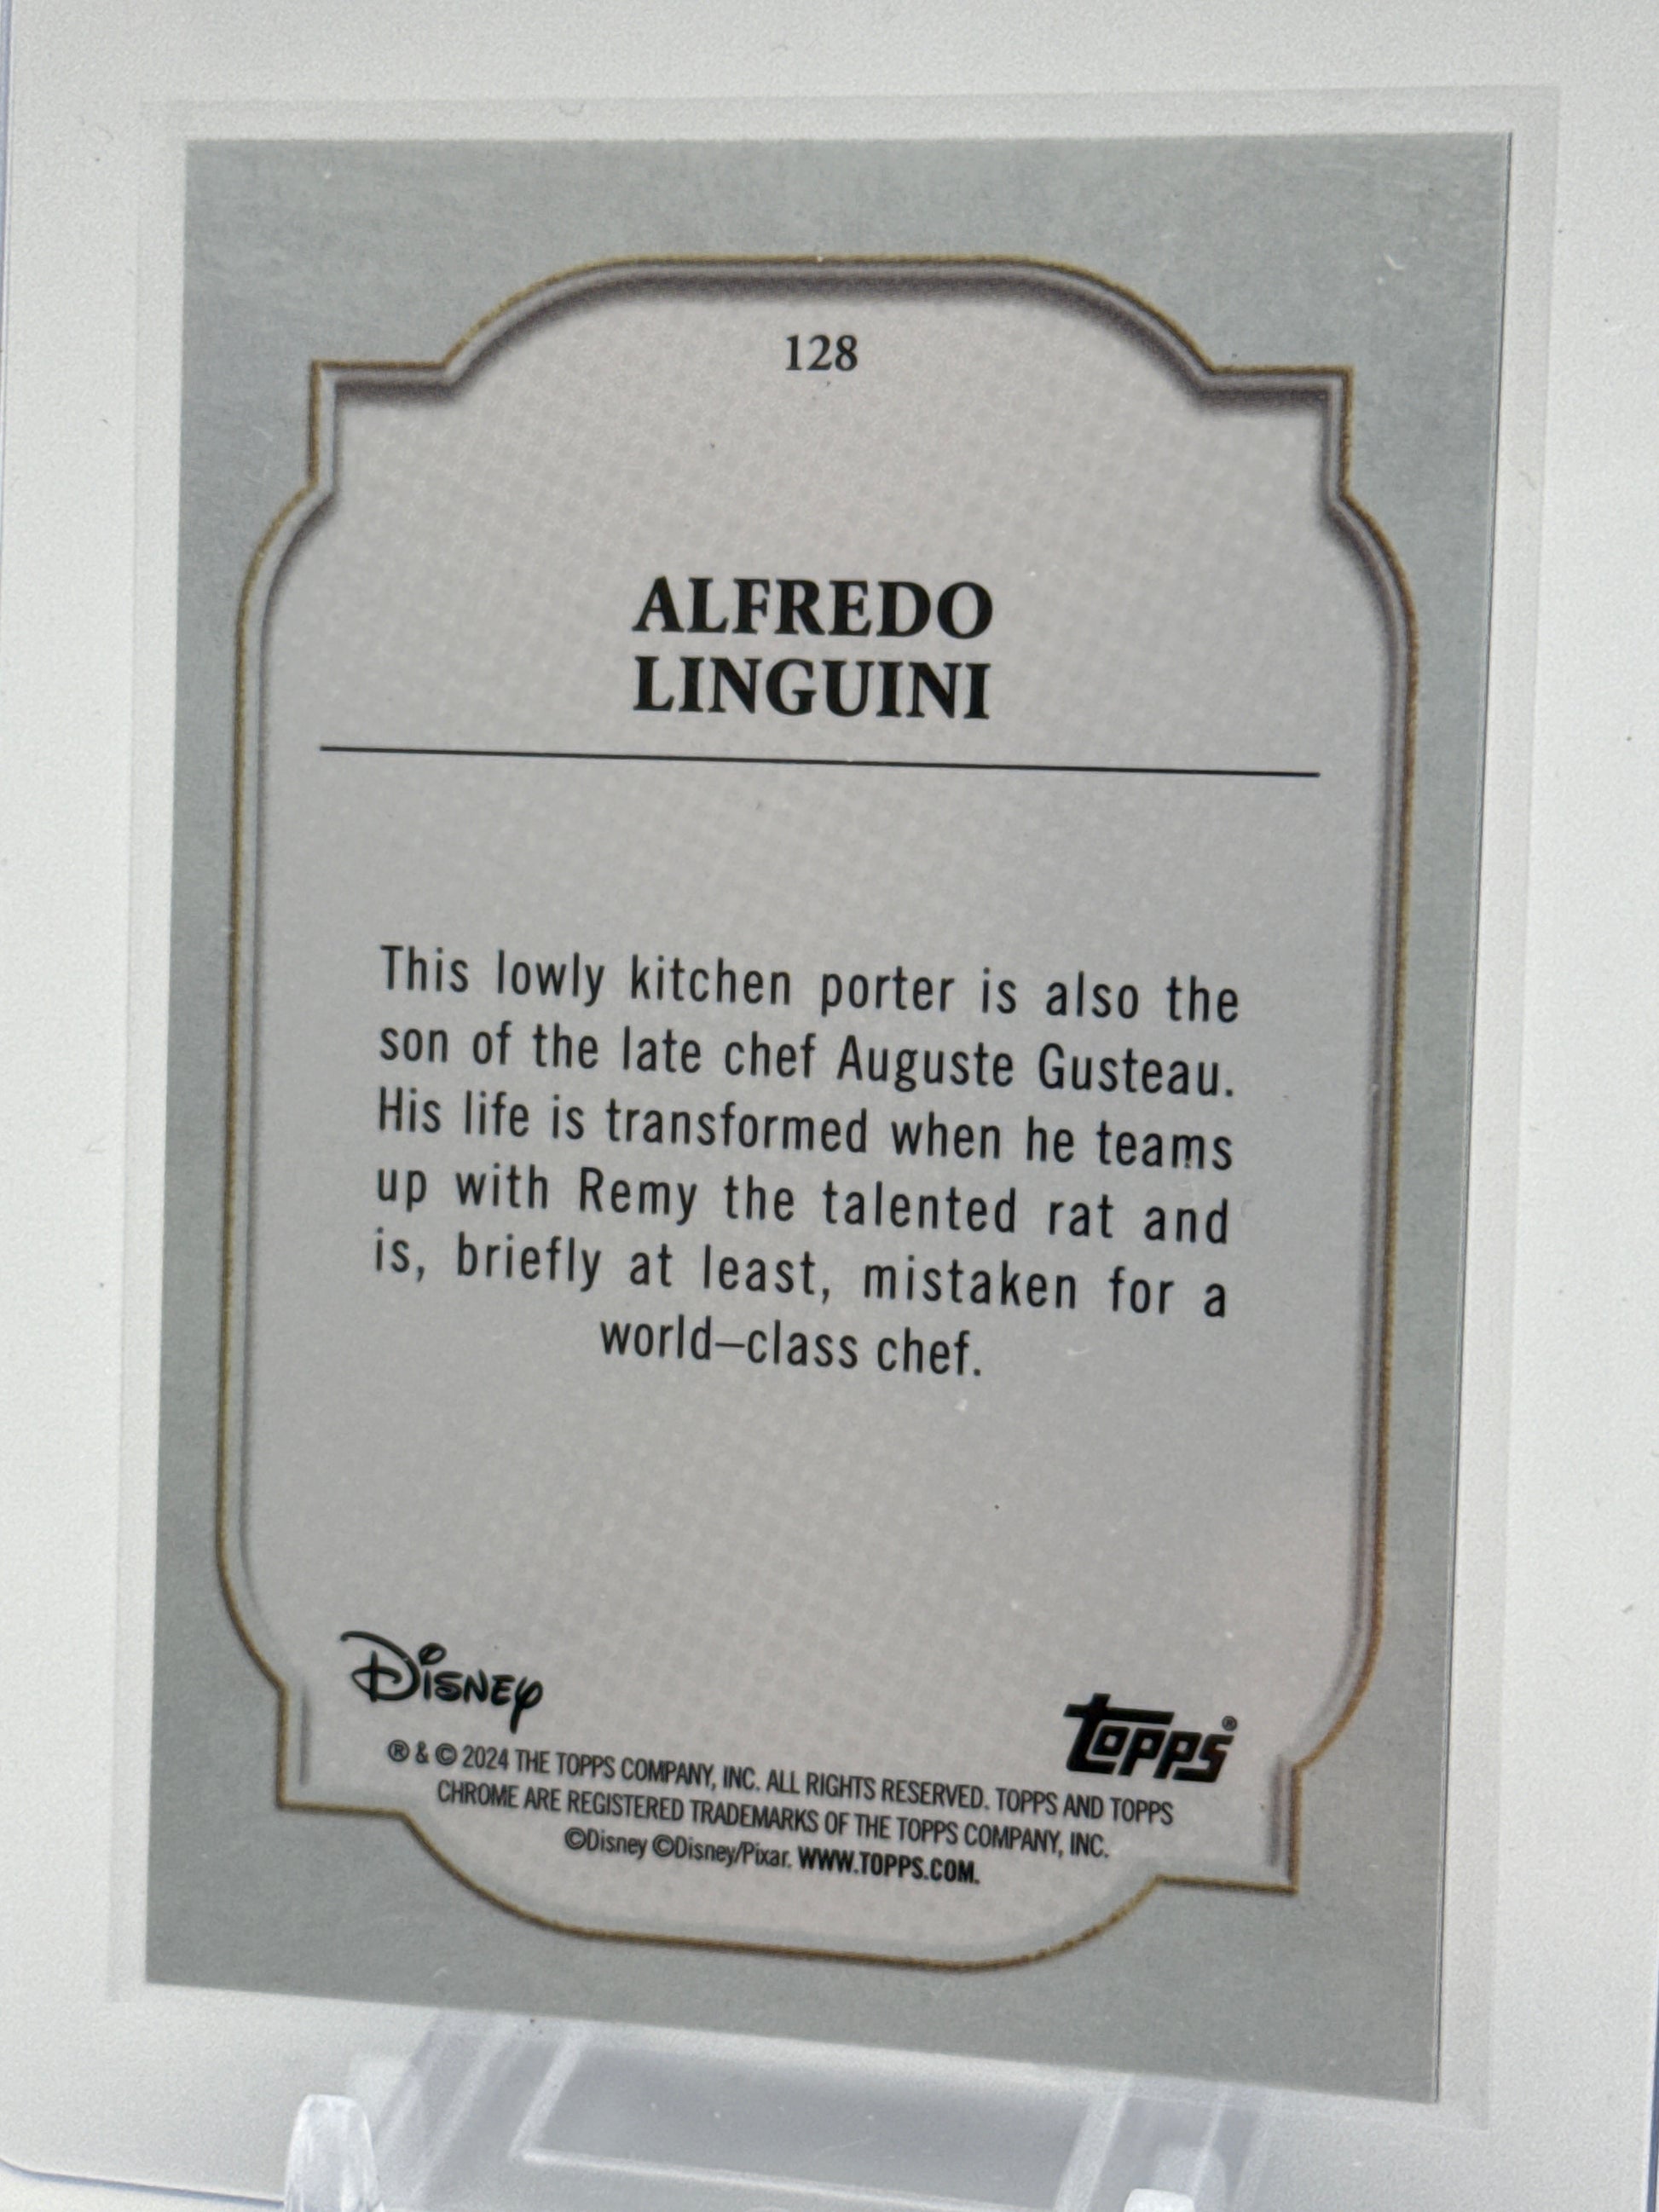 128
ALFREDO
LINGUINI
This lowly kitchen porter is also the
son of the late chef Auguste Gusteau.
His life is transformed when he teams
up with Remy the talented rat and
is, briefly at least, mistaken for a
world–class chef.
Disney
topps®
® & © 2024 THE TOPPS COMPANY, INC. ALL RIGHTS RESERVED. TOPPS AND TOPPS
CHROME ARE REGISTERED TRADEMARKS OF THE TOPPS COMPANY, INC.
©Disney ©Disney/Pixar. WWW.TOPPS.COM.